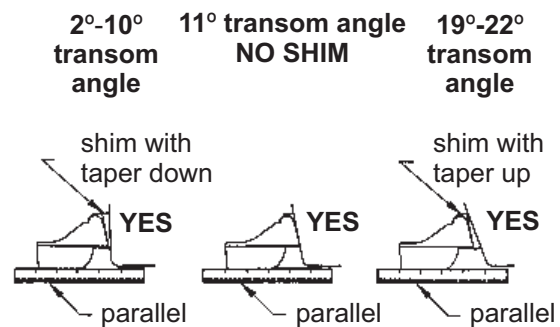 2°-10°
transom
angle
11° transom angle
NO SHIM
19°-22°
transom
angle
shim with
taper down
YES
parallel
YES
parallel
shim with
taper up
YES
parallel